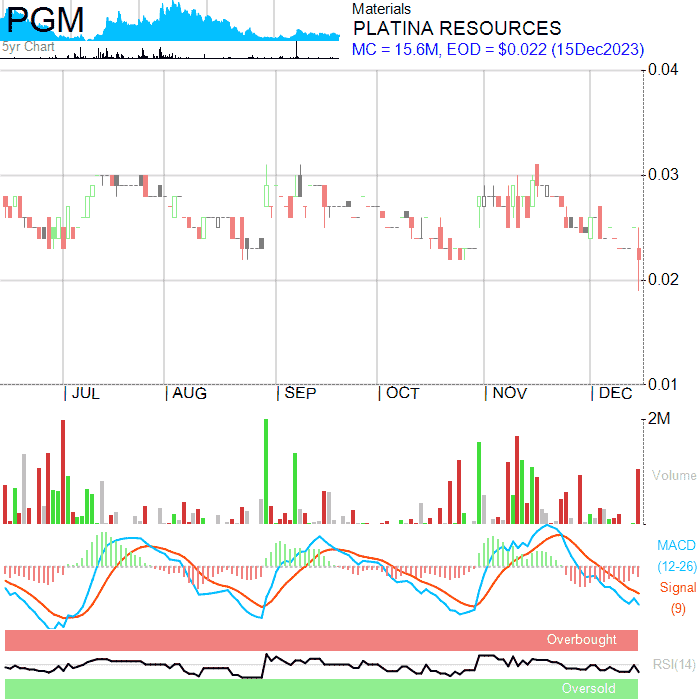 PGM
5yr Chart
Materials
PLATINA RESOURCES
MC = 15.6M, EOD = $0.022 (15Dec2023)
0.04
0.03
0.02
0.01
JUL AUG SEP OCT NOV DEC
2M
Volume
MACD
(12-26)
Signal
(9)
Overbought
RSI(14)
Oversold